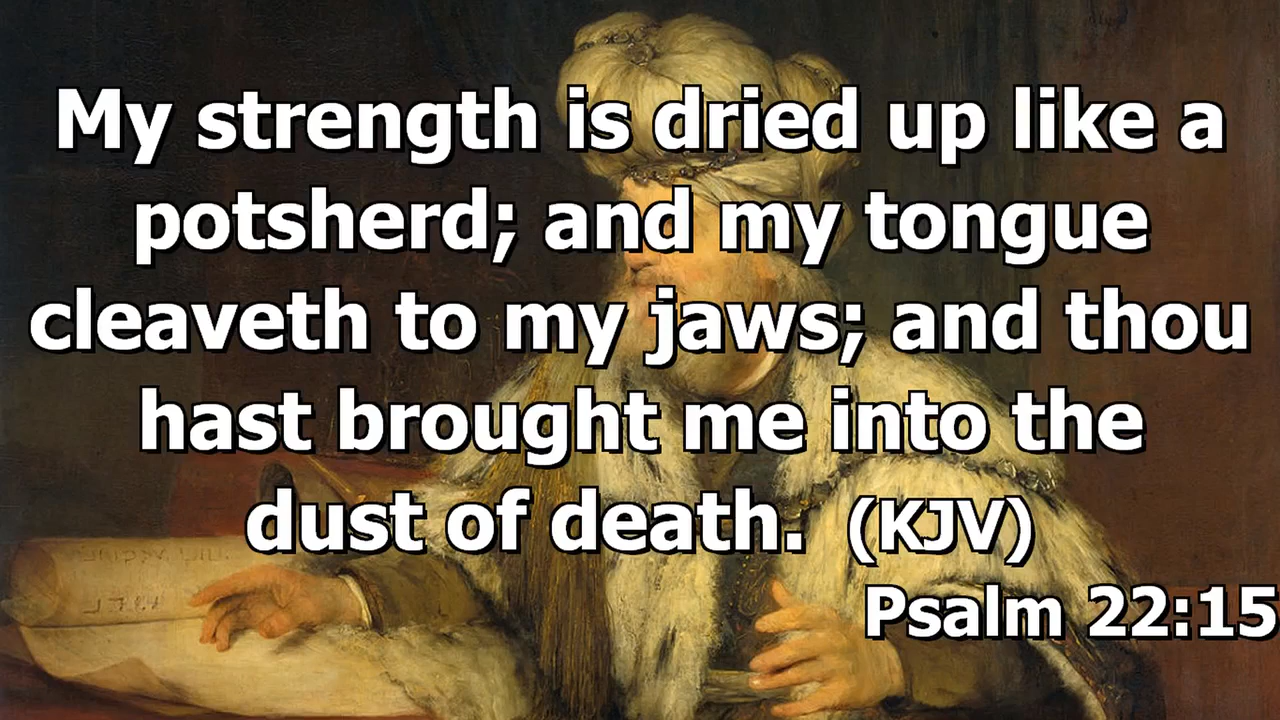 My strength is dried up like a
potsherd; and my tongue
cleaveth to my jaws; and thou
hast brought me into the
dust of death. (KJV)
Psalm 22:15